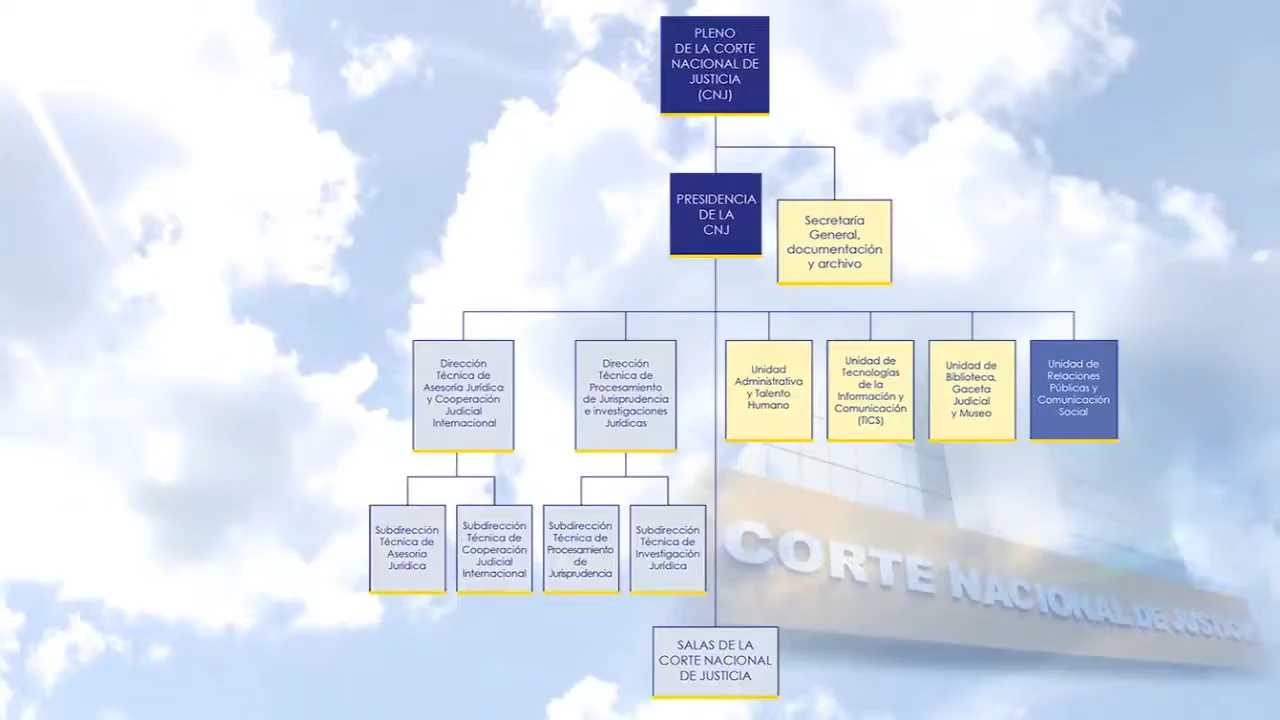 PLENO
DE LA CORTE
NACIONAL DE
JUSTICIA
(CNJ)
PRESIDENCIA
DE LA
CNJ
Secretaría
General,
documentación
y archivo
Dirección
Técnica de
Asesoría Jurídica
y Cooperación
Judicial
Internacional
Dirección
Técnica de
Procesamiento
de Jurisprudencia
e investigaciones
Jurídicas
Unidad
Administrativa
y Talento
Humano
Unidad de
Tecnologías
de la
Información y
Comunicación
(TICS)
Unidad de
Biblioteca,
Gaceta
Judicial
y Museo
Unidad de
Relaciones
Públicas y
Comunicación
Social
Subdirección
Técnica de
Asesoria
Jurídica
Subdirección
Técnica de
Cooperación
Judicial
Internacional
Subdirección
Técnica de
Procesamiento
de
Jurisprudencia
Subdirección
Técnica de
Investigación
Jurídica
CORTE NACIONAL DE JUSTICIA
SALAS DE LA
CORTE NACIONAL
DE JUSTICIA